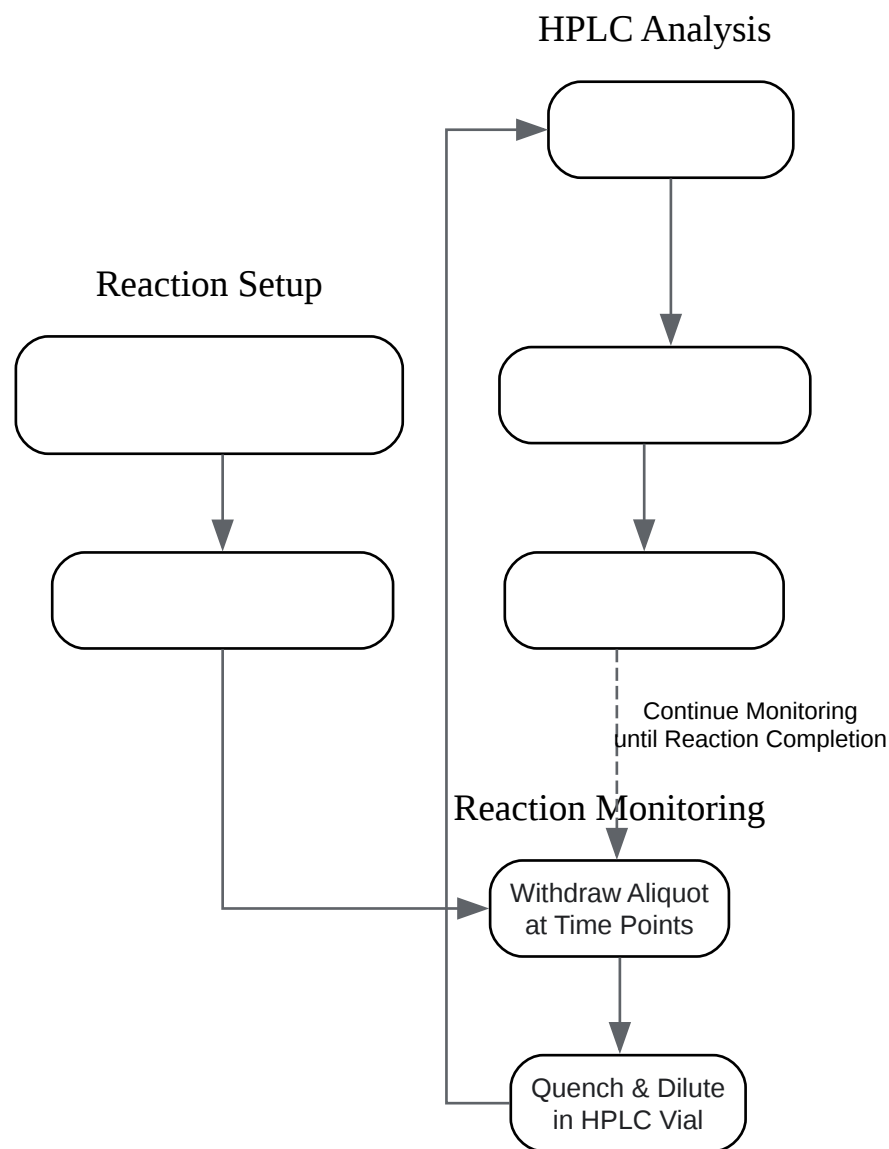 HPLC Analysis
Reaction Setup
Continue Monitoring
until Reaction Completion
Reaction Monitoring
Withdraw Aliquot
at Time Points
Quench & Dilute
in HPLC Vial